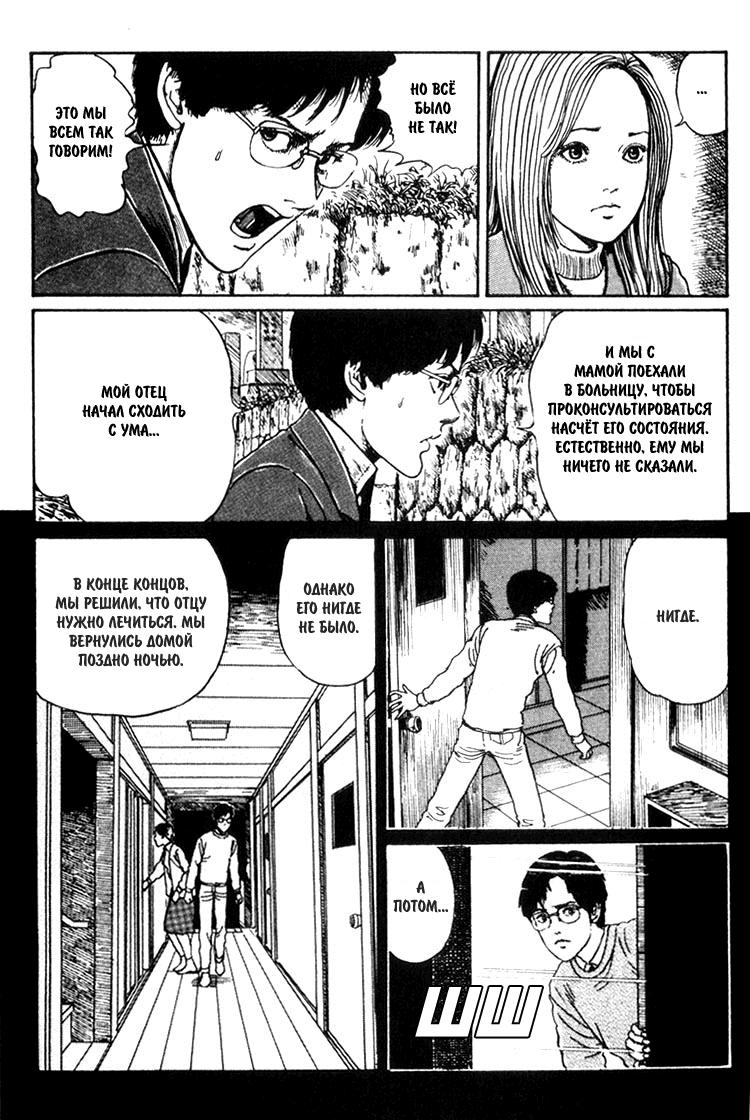 ЭТО МЫ
ВСЕМ ТАК
ГОВОРИМ!
НО ВСЁ
БЫЛО
НЕ ТАК!
...
МОЙ ОТЕЦ
НАЧАЛ СХОДИТЬ
С УМА...
И МЫ С
МАМОЙ ПОЕХАЛИ
В БОЛЬНИЦУ, ЧТОБЫ
ПРОКОНСУЛЬТИРОВАТЬСЯ
НАСЧЁТ ЕГО СОСТОЯНИЯ.
ЕСТЕСТВЕННО, ЕМУ МЫ
НИЧЕГО НЕ СКАЗАЛИ.
В КОНЦЕ КОНЦОВ,
МЫ РЕШИЛИ, ЧТО ОТЦУ
НУЖНО ЛЕЧИТЬСЯ. МЫ
ВЕРНУЛИСЬ ДОМОЙ
ПОЗДНО НОЧЬЮ.
ОДНАКО
ЕГО НИГДЕ
НЕ БЫЛО.
НИГДЕ.
А
ПОТОМ...
ШШ